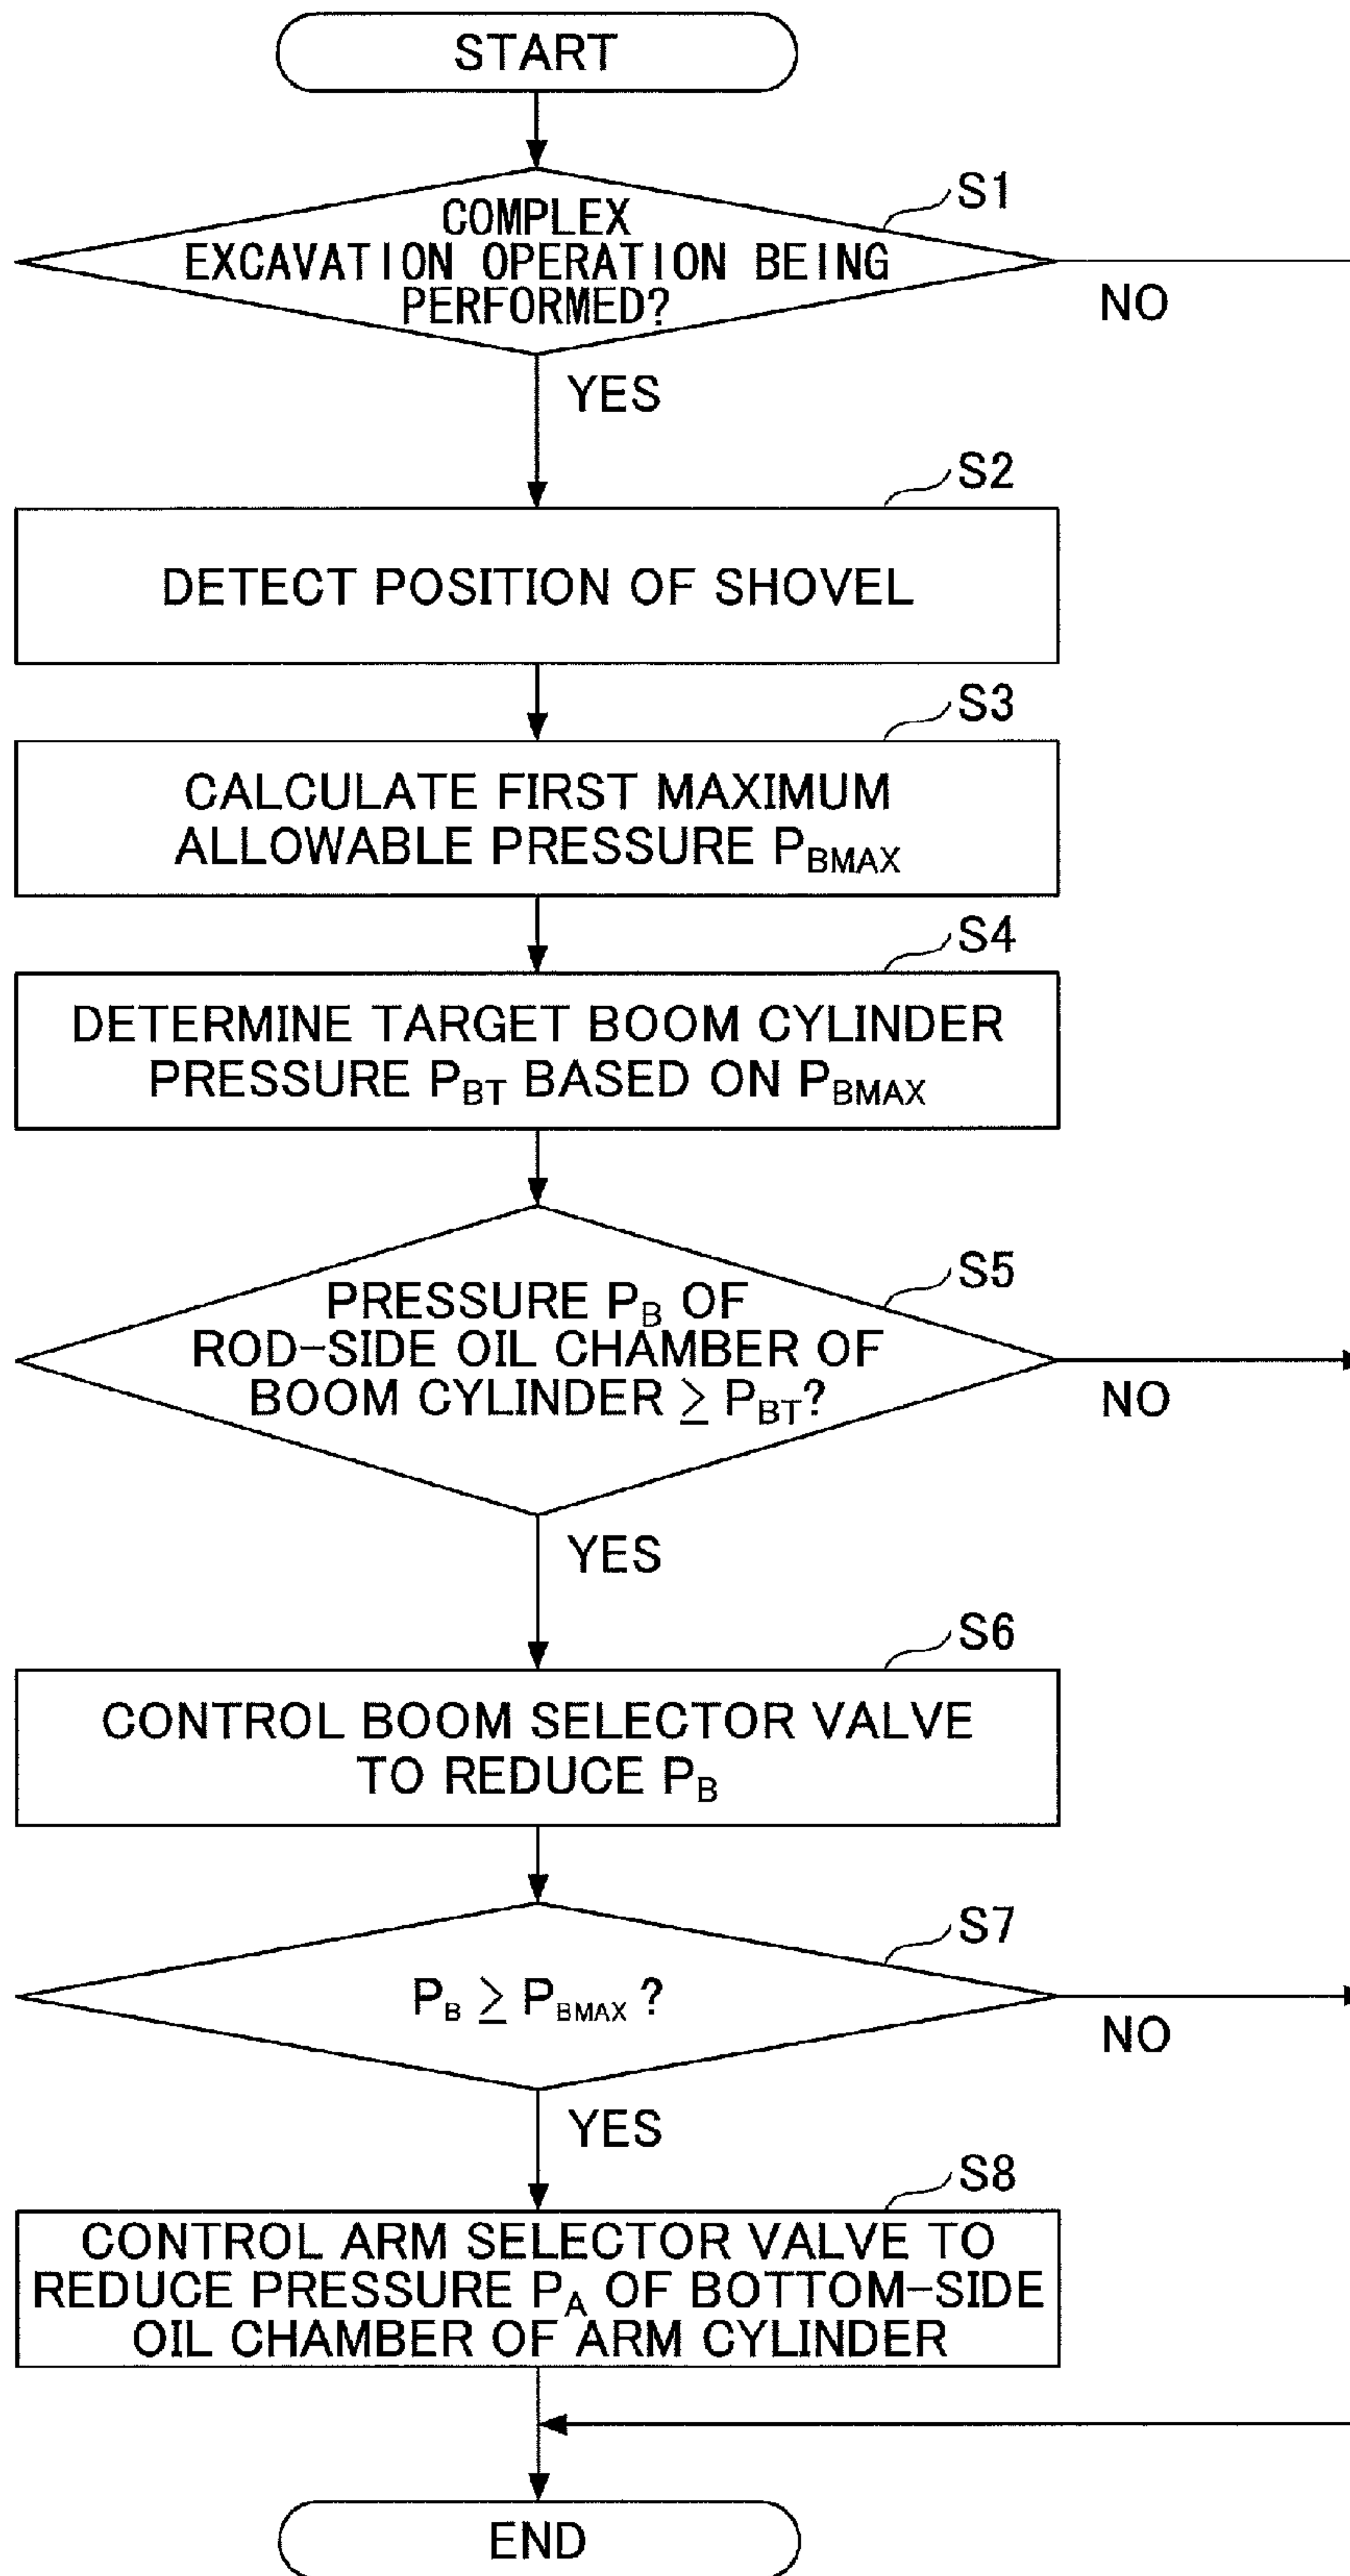 START
S1
COMPLEX
EXCAVATION OPERATION BEING
PERFORMED?
NO
YES
S2
DETECT POSITION OF SHOVEL
S3
CALCULATE FIRST MAXIMUM
ALLOWABLE PRESSURE PBMAX
S4
DETERMINE TARGET BOOM CYLINDER
PRESSURE PBT BASED ON PBMAX
S5
PRESSURE PB OF
ROD-SIDE OIL CHAMBER OF
BOOM CYLINDER ≥ PBT?
NO
YES
S6
CONTROL BOOM SELECTOR VALVE
TO REDUCE PB
S7
PB ≥ PBMAX ?
NO
YES
S8
CONTROL ARM SELECTOR VALVE TO
REDUCE PRESSURE PA OF BOTTOM-SIDE
OIL CHAMBER OF ARM CYLINDER
END